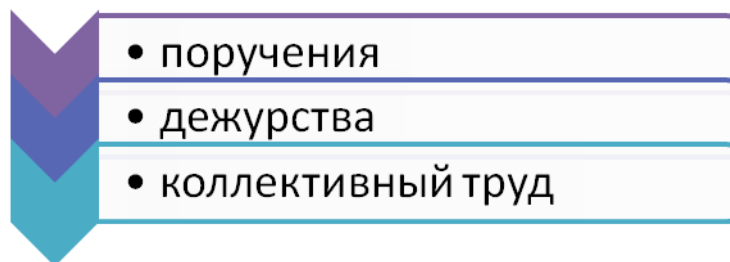 • поручения
• дежурства
• коллективный труд